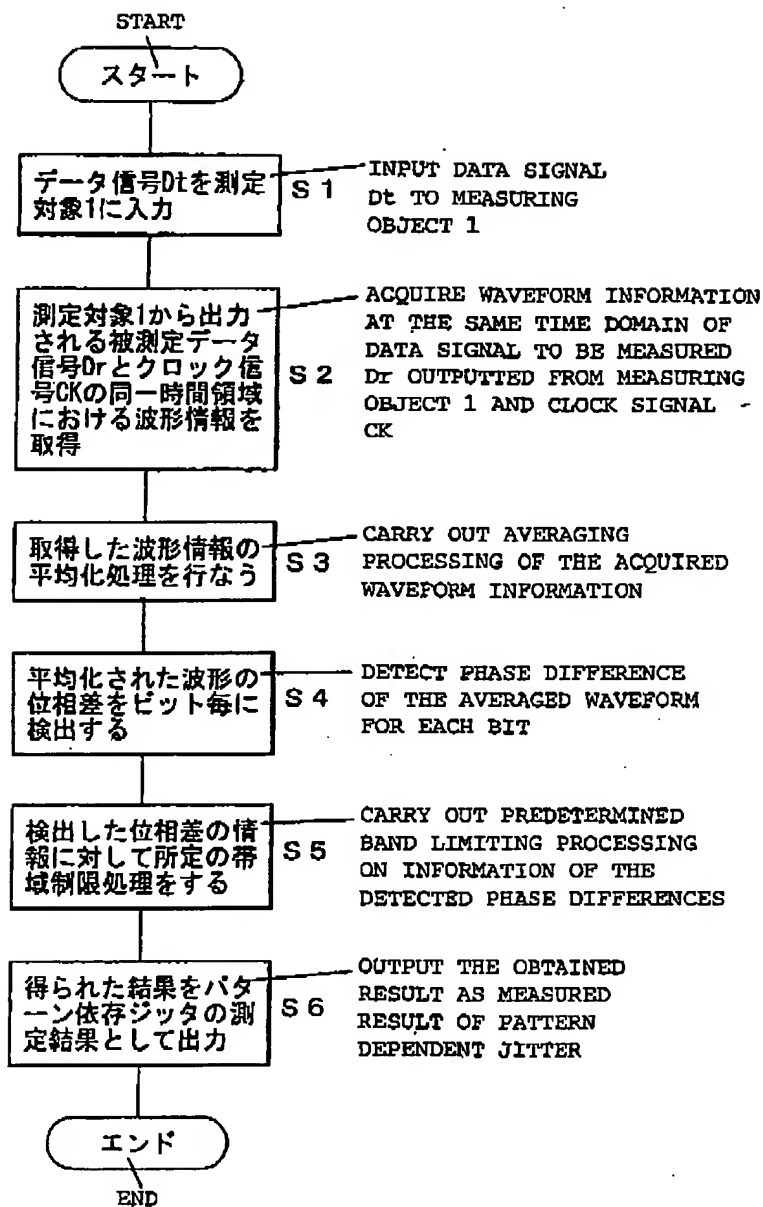 START
スタート
データ信号Dtを測定
対象1に入力
S1
INPUT DATA SIGNAL
Dt TO MEASURING
OBJECT 1
測定対象1から出力
される被測定データ
信号Drとクロック信
号CKの同一時間領域
における波形情報を
取得
S2
ACQUIRE WAVEFORM INFORMATION
AT THE SAME TIME DOMAIN OF
DATA SIGNAL TO BE MEASURED
Dr OUTPUTTED FROM MEASURING
OBJECT 1 AND CLOCK SIGNAL -
CK
取得した波形情報の
平均化処理を行なう
S3
CARRY OUT AVERAGING
PROCESSING OF THE ACQUIRED
WAVEFORM INFORMATION
平均化された波形の
位相差をビット毎に
検出する
S4
DETECT PHASE DIFFERENCE
OF THE AVERAGED WAVEFORM
FOR EACH BIT
検出した位相差の情
報に対して所定の帯
域制限処理をする
S5
CARRY OUT PREDETERMINED
BAND LIMITING PROCESSING
ON INFORMATION OF THE
DETECTED PHASE DIFFERENCES
得られた結果をパタ
ーン依存ジッタの測
定結果として出力
S6
OUTPUT THE OBTAINED
RESULT AS MEASURED
RESULT OF PATTERN
DEPENDENT JITTER
エンド
END